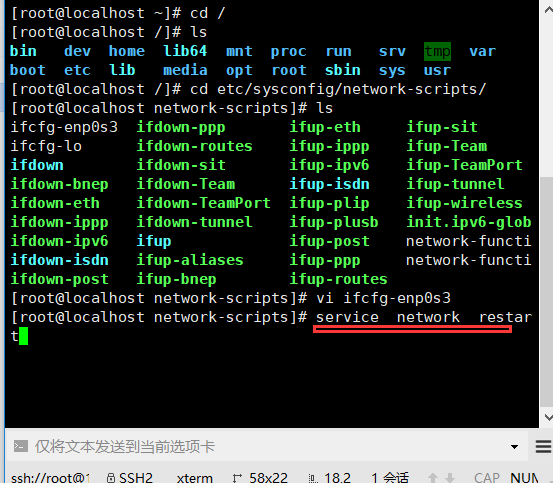 [root@localhost ~]# cd /
[root@localhost /]# ls
bin   dev  home  lib64  mnt  proc  run   srv  tmp  var
boot  etc  lib   media  opt  root  sbin  sys  usr
[root@localhost /]# cd etc/sysconfig/network-scripts/
[root@localhost network-scripts]# ls
ifcfg-enp0s3  ifdown-ppp       ifup-eth     ifup-sit
ifcfg-lo      ifdown-routes    ifup-ippp    ifup-Team
ifdown        ifdown-sit       ifup-ipv6    ifup-TeamPort
ifdown-bnep   ifdown-Team      ifup-isdn    ifup-tunnel
ifdown-eth    ifdown-TeamPort  ifup-plip    ifup-wireless
ifdown-ippp   ifdown-tunnel    ifup-plusb   init.ipv6-glob
ifdown-ipv6   ifup             ifup-post    network-functi
ifdown-isdn   ifup-aliases     ifup-ppp     network-functi
ifdown-post   ifup-bnep        ifup-routes
[root@localhost network-scripts]# vi ifcfg-enp0s3
[root@localhost network-scripts]# service  network  restar
t
仅将文本发送到当前选项卡
ssh://root@1 SSH2 xterm 58x22 18,2 1 会话 CAP NUM